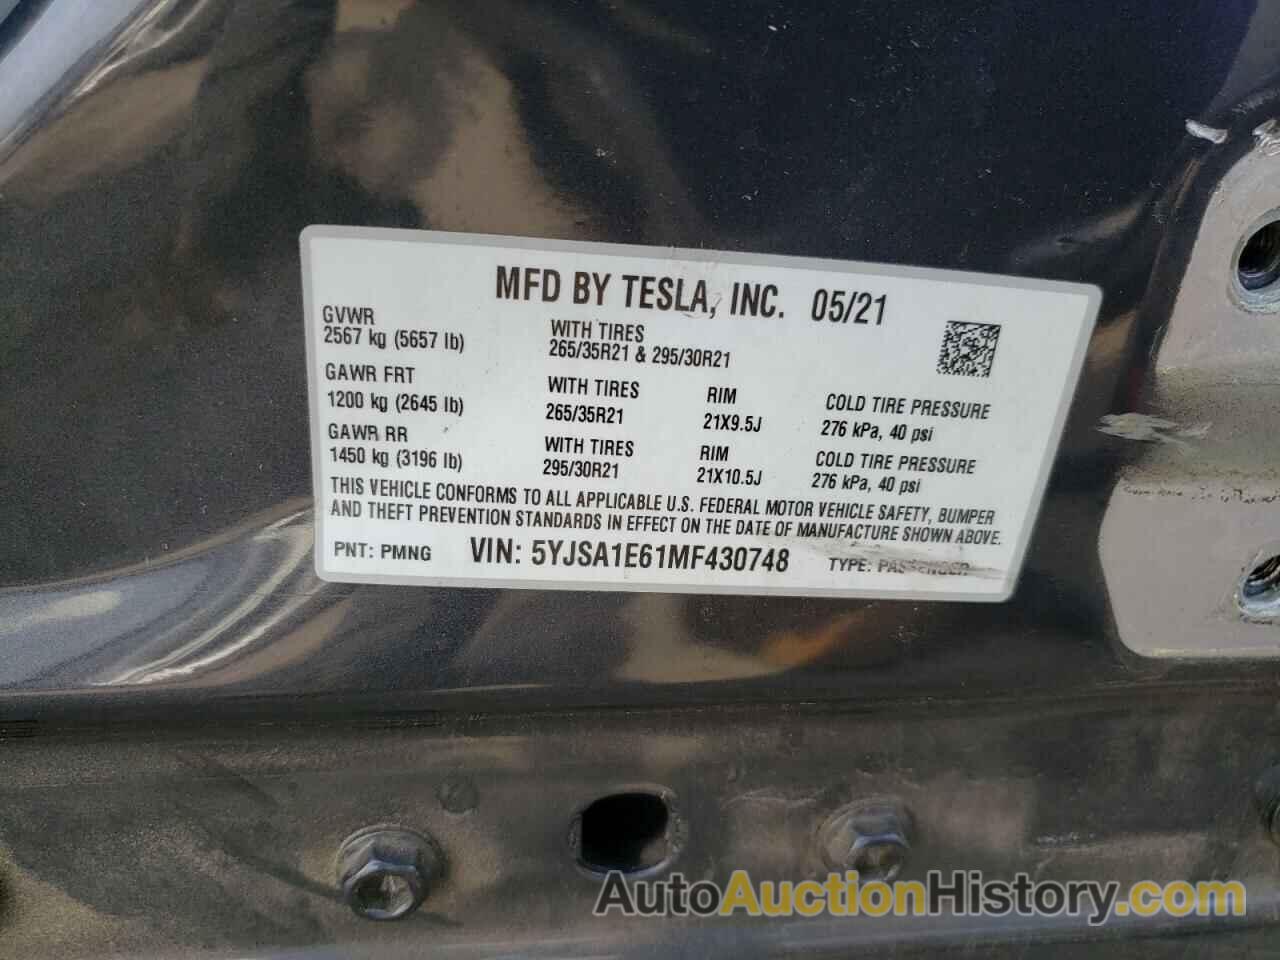 MFD BY TESLA, INC. 05/21
GVWR
2567 kg (5657 lb)
WITH TIRES
265/35R21 & 295/30R21
GAWR FRT
1200 kg (2645 lb)
WITH TIRES
265/35R21
RIM
21X9.5J
COLD TIRE PRESSURE
276 kPa, 40 psi
GAWR RR
1450 kg (3196 lb)
WITH TIRES
295/30R21
RIM
21X10.5J
COLD TIRE PRESSURE
276 kPa, 40 psi
THIS VEHICLE CONFORMS TO ALL APPLICABLE U.S. FEDERAL MOTOR VEHICLE SAFETY, BUMPER
AND THEFT PREVENTION STANDARDS IN EFFECT ON THE DATE OF MANUFACTURE SHOWN ABOVE.
PNT: PMNG VIN: 5YJSA1E61MF430748 TYPE: PASSENGER
AutoAuctionHistory.com